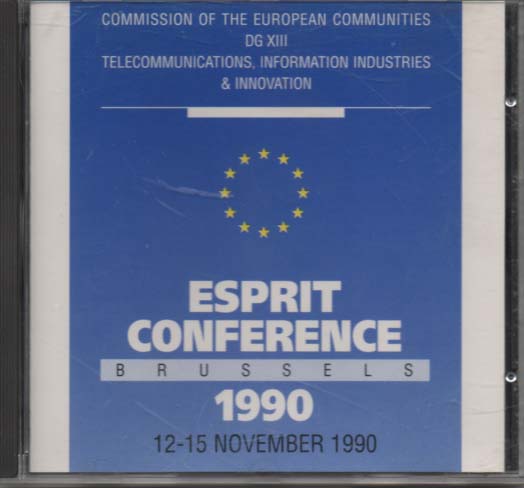 COMMISSION OF THE EUROPEAN COMMUNITIES
DG XIII
TELECOMMUNICATIONS, INFORMATION INDUSTRIES
& INNOVATION
ESPRIT
CONFERENCE
BRUSSELS
1990
12-15 NOVEMBER 1990